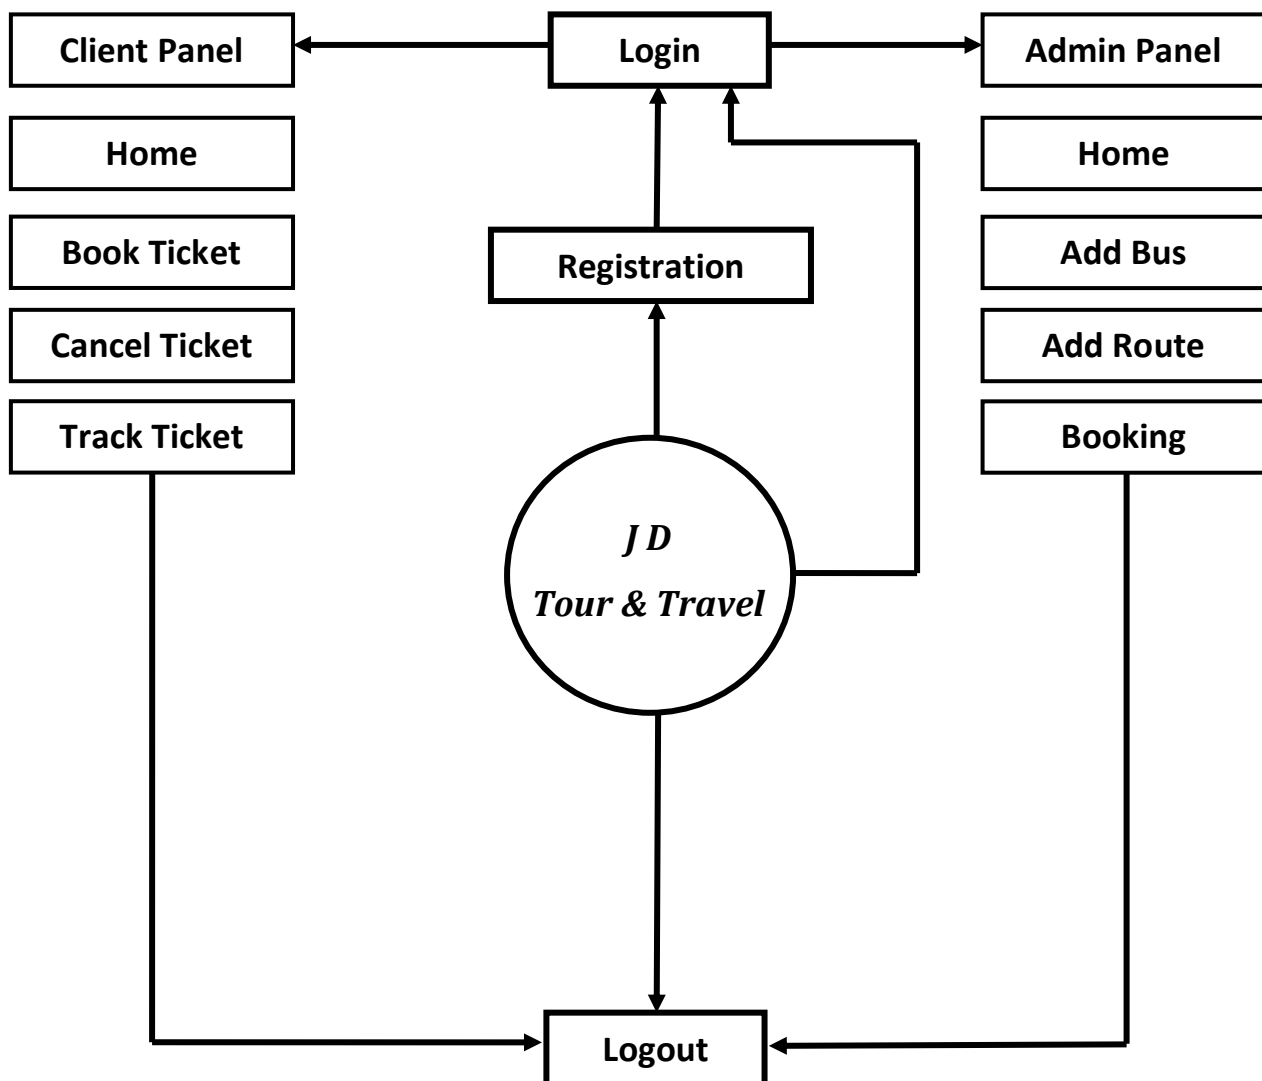 Client Panel
Login
Admin Panel
Home
Home
Book Ticket
Registration
Add Bus
Cancel Ticket
Add Route
Track Ticket
Booking
J D
Tour & Travel
Logout